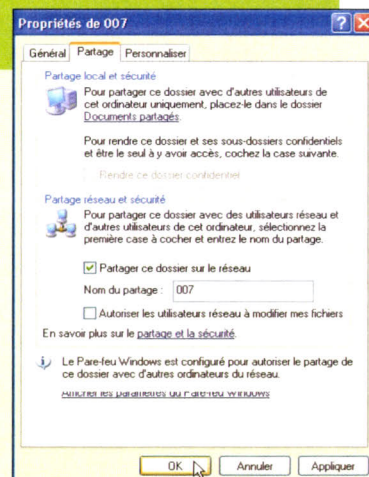 Propriétés de 007
Général Partage Personnaliser
Partage local et sécurité
Pour partager ce dossier avec d'autres utilisateurs de
cet ordinateur uniquement, placez-le dans le dossier
Documents partagés.
Pour rendre ce dossier et ses sous-dossiers confidentiels
et être le seul à y avoir accès, cochez la case suivante.
Rendre ce dossier confidentiel
Partage réseau et sécurité
Pour partager ce dossier avec des utilisateurs réseau et
d'autres utilisateurs de cet ordinateur, sélectionnez la
première case à cocher et entrez le nom du partage.
Partager ce dossier sur le réseau
Nom du partage : 007
Autoriser les utilisateurs réseau à modifier mes fichiers
En savoir plus sur le partage et la sécurité.
Le Pare-feu Windows est configuré pour autoriser le partage de
ce dossier avec d'autres ordinateurs du réseau.
Afficher les paramètres du Pare-feu Windows
OK Annuler Appliquer